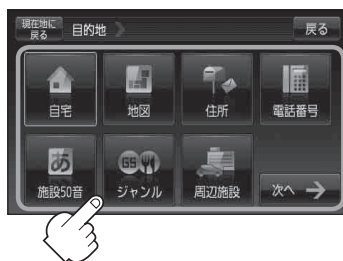 現在地に
戻る
目的地
戻る
自宅
地図
住所
電話番号
あ
GS
施設50音
ジャンル
周辺施設
次へ